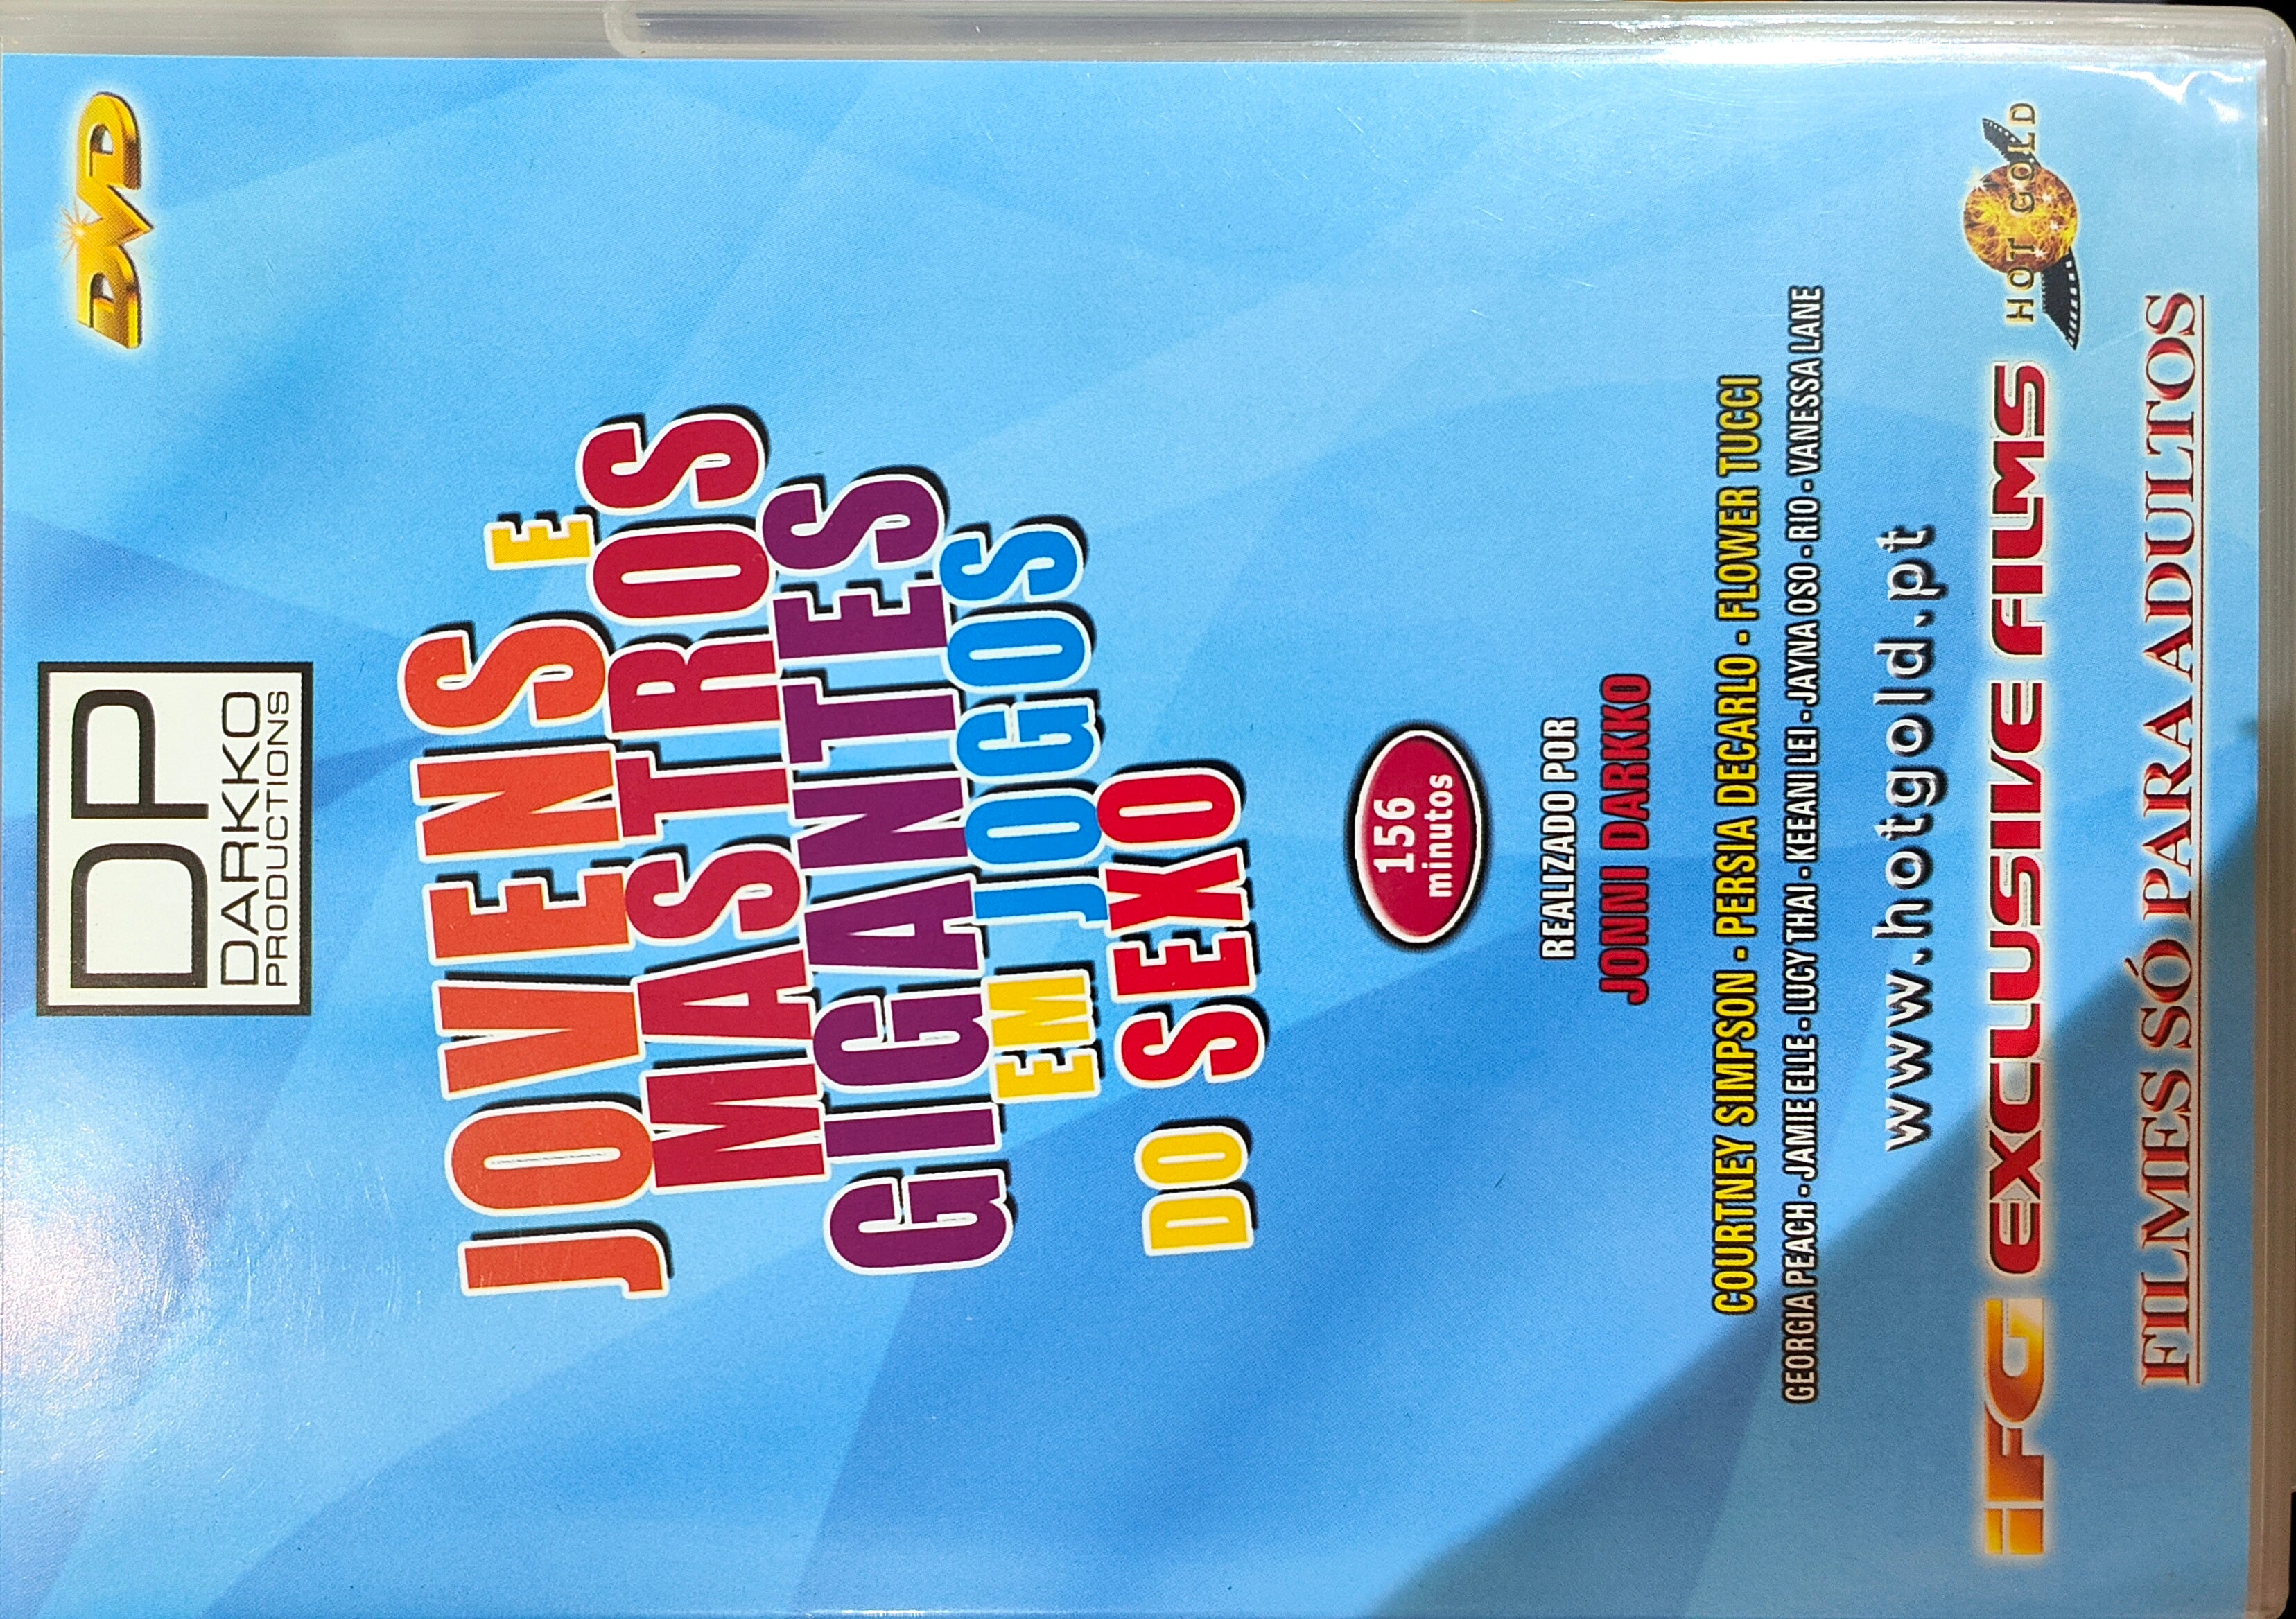 DVD
DP
DARKKO
PRODUCTIONS
JOVENS E
MASTROS
GIGANTES
EM JOGOS
DO SEXO
156
minutos
REALIZADO POR
JONNI DARKKO
COURTNEY SIMPSON - PERSIA DECARLO - FLOWER TUCCI
GEORGIA PEACH - JAMIE ELLE - LUCY THAI - KEEANI LEI - JAYNA OSO - RIO - VANESSA LANE
www.hotgold.pt
iFG EXCLUSIVE FILMS
HOT GOLD
FILMES SÓ PARA ADULTOS